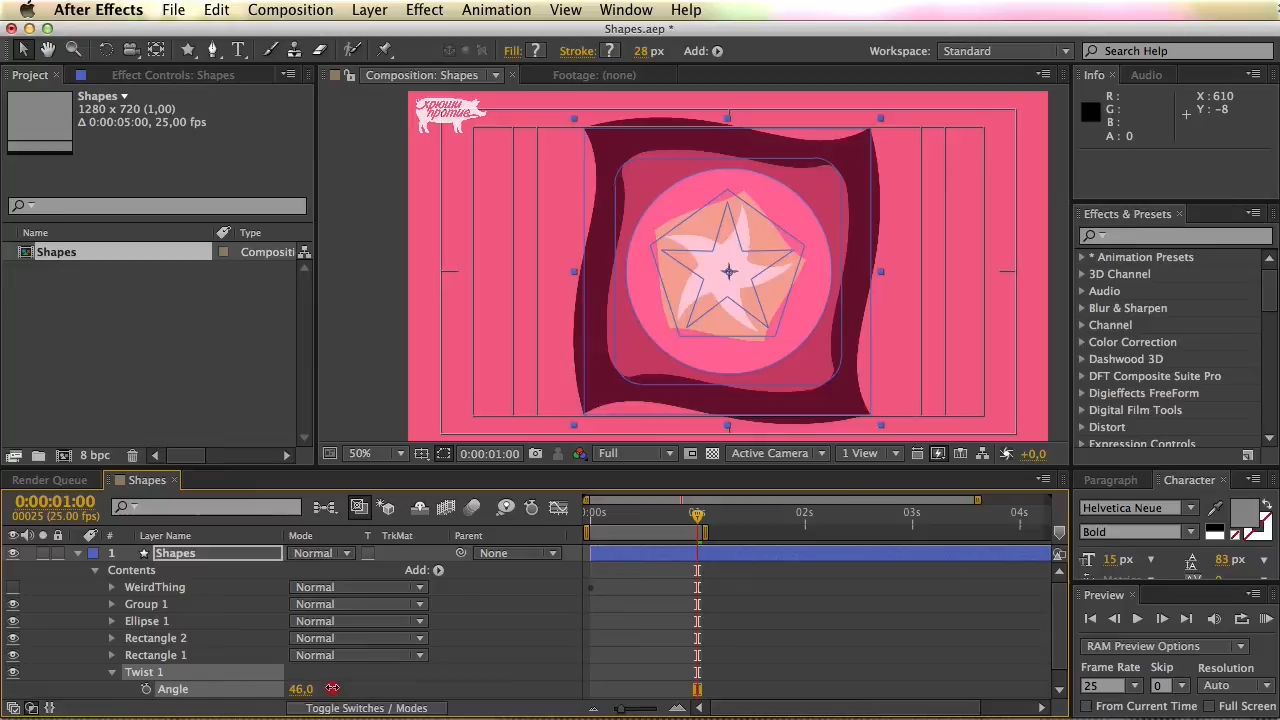 After Effects File Edit Composition Layer Effect Animation View Window Help
Shapes.aep *
Fill: ? Stroke: ? 28 px Add: Workspace: Standard Search Help
Project Effect Controls: Shapes Composition: Shapes Footage: (none) Info Audio
Shapes
1280 x 720 (1,00)
Δ 0:00:05:00, 25,00 fps
хрюши
против
R :
G :
B :
A : 0
X : 610
Y : -8
Effects & Presets
Name Type
Shapes Compositi
* Animation Presets
3D Channel
Audio
Blur & Sharpen
Channel
Color Correction
Dashwood 3D
DFT Composite Suite Pro
Digieffects FreeForm
Digital Film Tools
Distort
Expression Controls
8 bpc 50% 0:00:01:00 Full Active Camera 1 View +0,0
Render Queue Shapes Paragraph Character
0:00:01:00
00025 (25.00 fps)
:00s 02s 03s 04s
Helvetica Neue
Bold
# Layer Name Mode T TrkMat Parent
1 Shapes Normal None
15 px 83 px
Contents Add:
WeirdThing Normal
Group 1 Normal
Ellipse 1 Normal
Rectangle 2 Normal
Rectangle 1 Normal
Twist 1
Angle 46,0
Toggle Switches / Modes
Preview
RAM Preview Options
Frame Rate Skip Resolution
25 0 Auto
From Current Time Full Screen